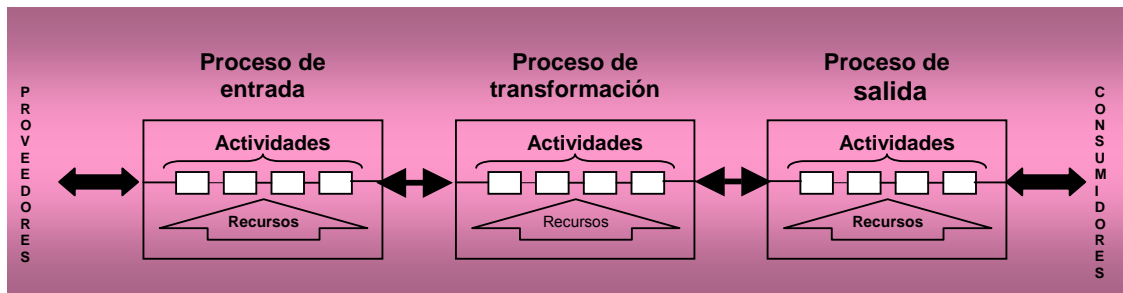 PROVEEDORES
Proceso de
entrada
Actividades
Recursos
Proceso de
transformación
Actividades
Recursos
Proceso de
salida
Actividades
Recursos
CONSUMIDORES